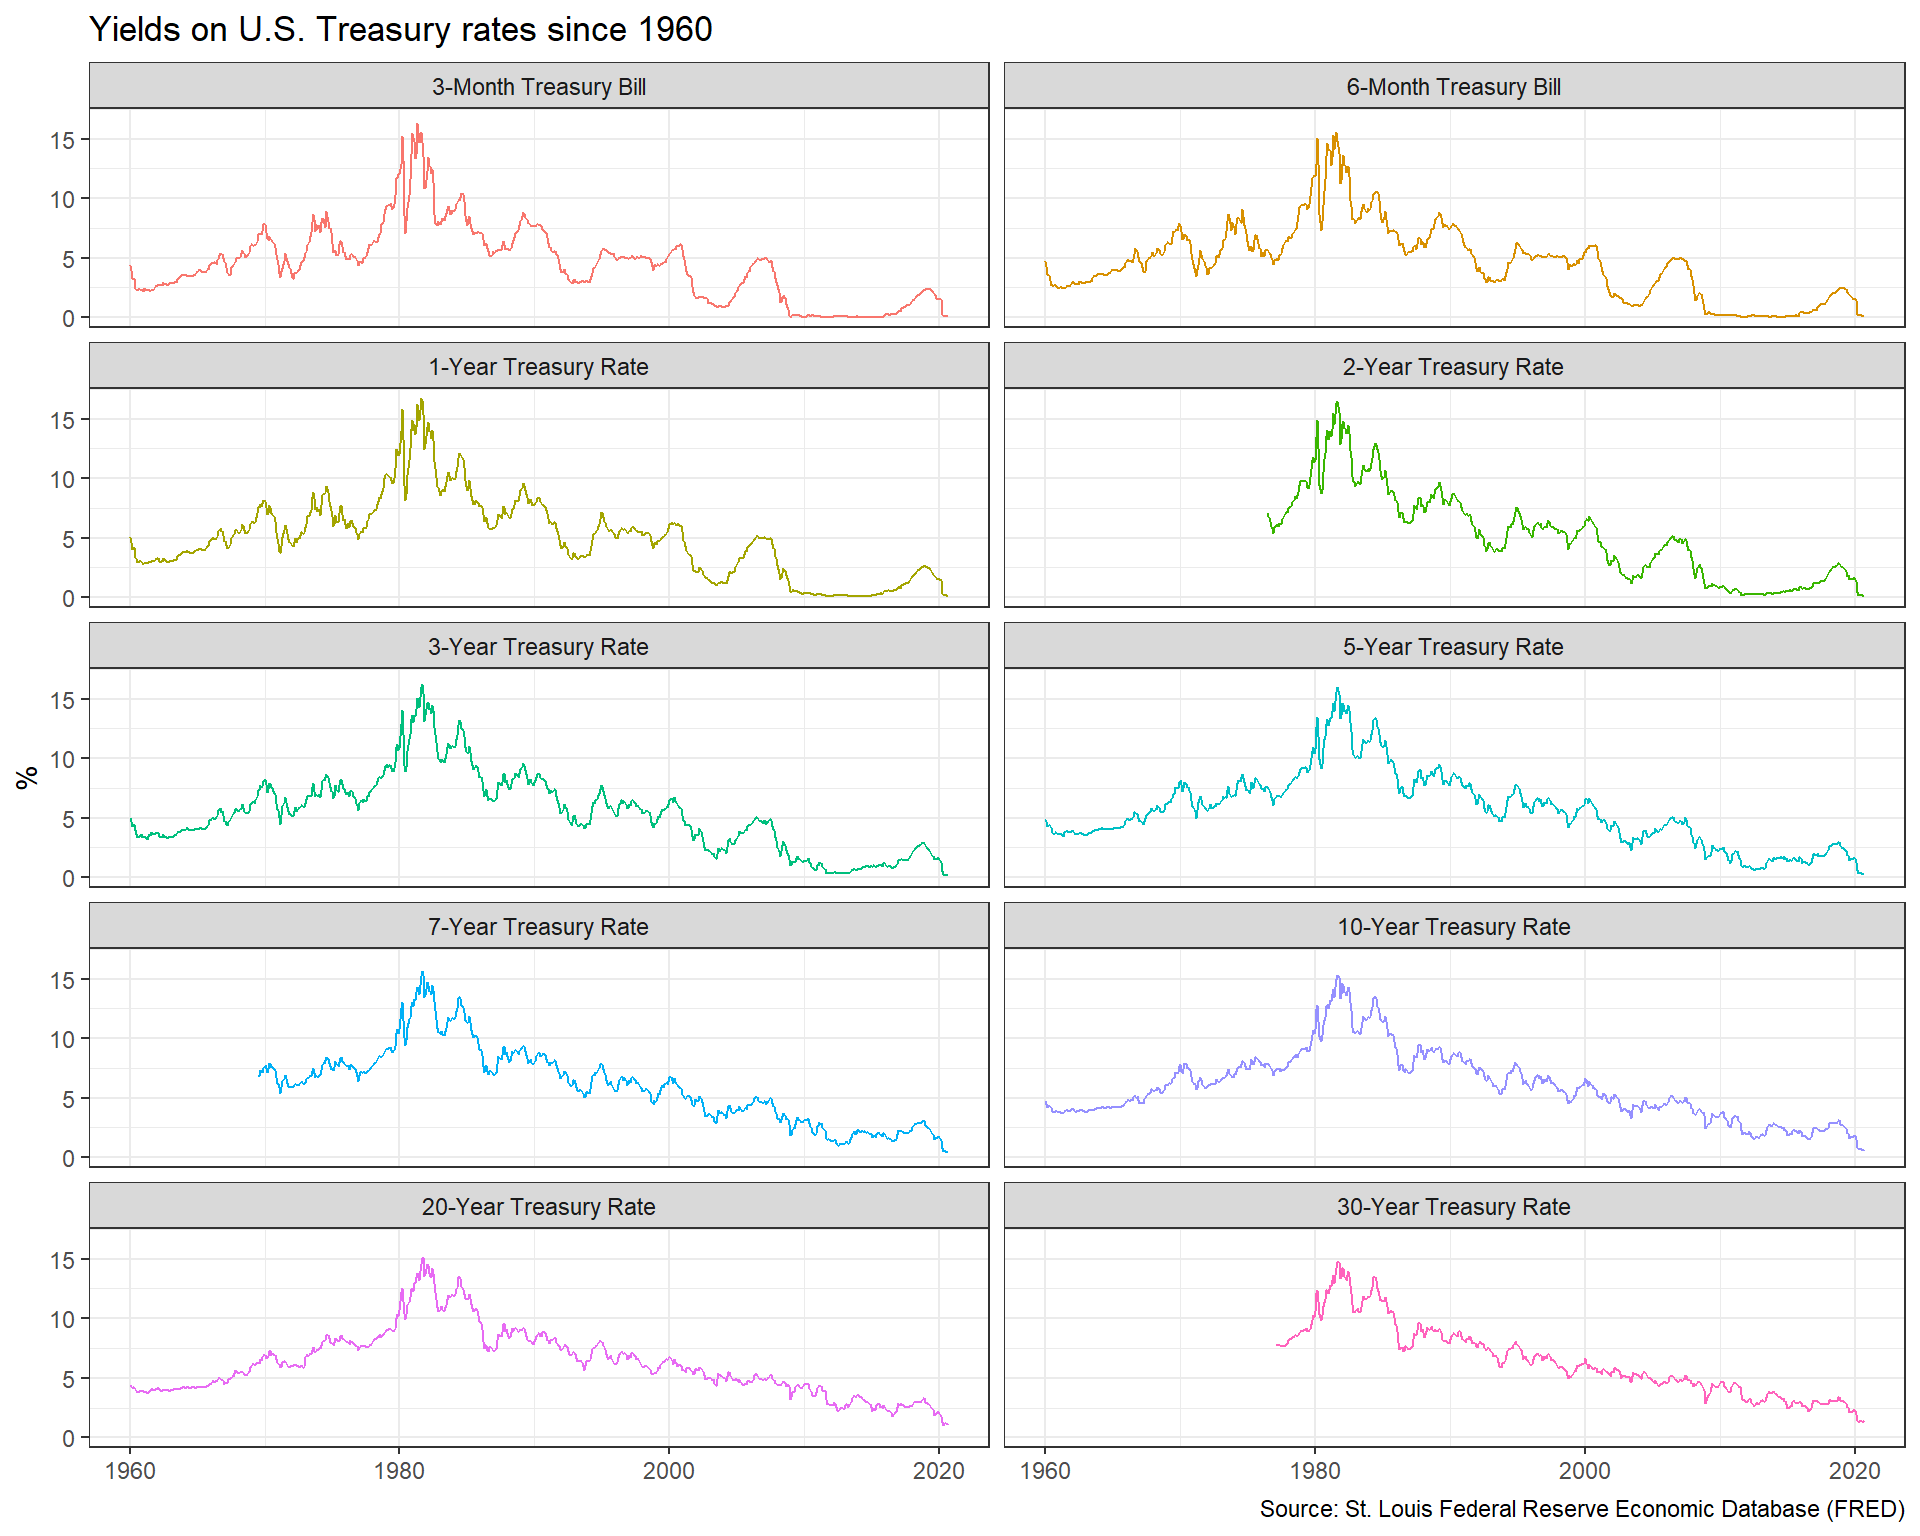 Yields on U.S. Treasury rates since 1960
3-Month Treasury Bill
6-Month Treasury Bill
15
10
5
0
1-Year Treasury Rate
2-Year Treasury Rate
15
10
5
0
3-Year Treasury Rate
5-Year Treasury Rate
15
10
5
0
%
7-Year Treasury Rate
10-Year Treasury Rate
15
10
5
0
20-Year Treasury Rate
30-Year Treasury Rate
15
10
5
0
1960 1980 2000 2020
1960 1980 2000 2020
Source: St. Louis Federal Reserve Economic Database (FRED)